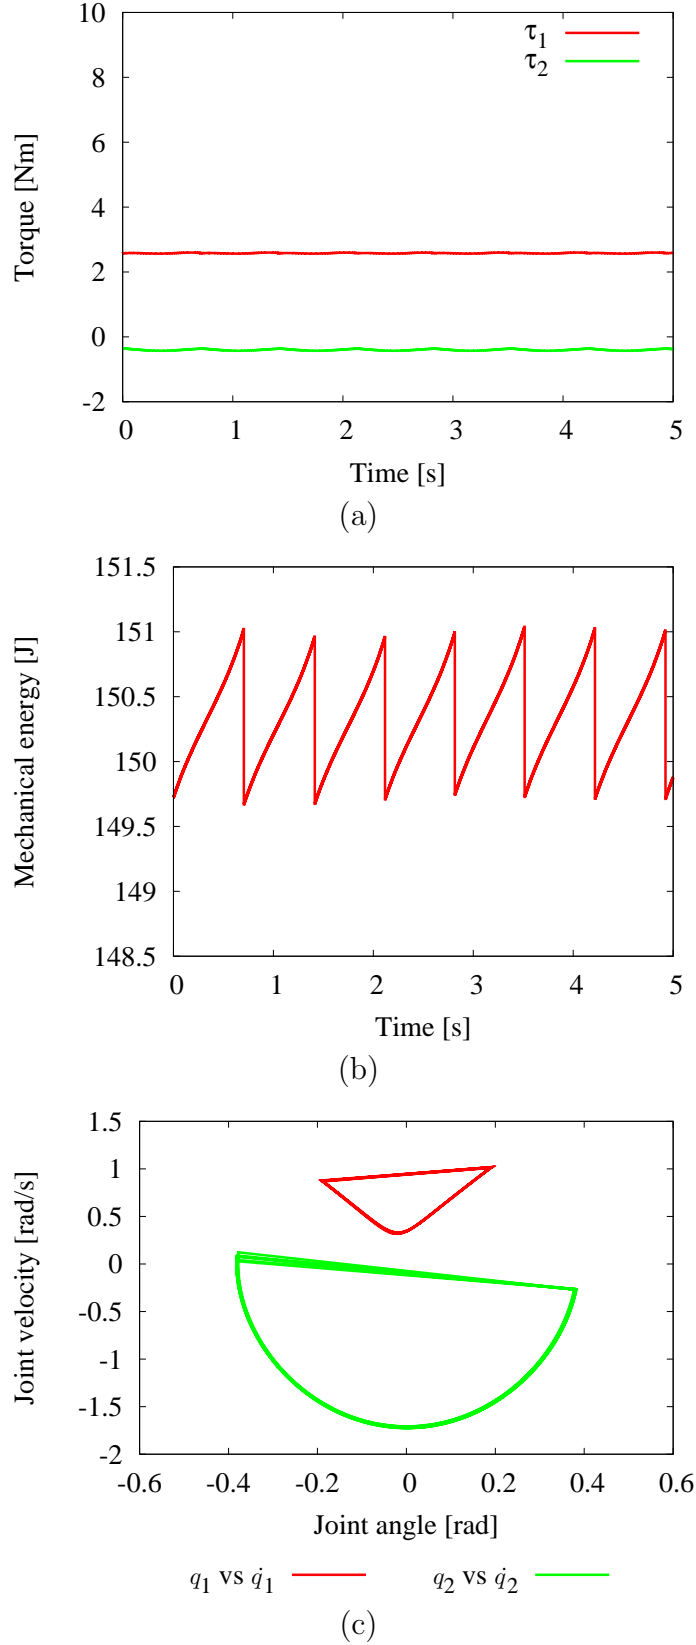 10
8
6
4
2
0
-2
Torque [Nm]
τ1
τ2
0 1 2 3 4 5
Time [s]
(a)
151.5
151
150.5
150
149.5
149
148.5
Mechanical energy [J]
0 1 2 3 4 5
Time [s]
(b)
1.5
1
0.5
0
-0.5
-1
-1.5
-2
Joint velocity [rad/s]
-0.6 -0.4 -0.2 0 0.2 0.4 0.6
Joint angle [rad]
q1 vs q̇1 q2 vs q̇2
(c)